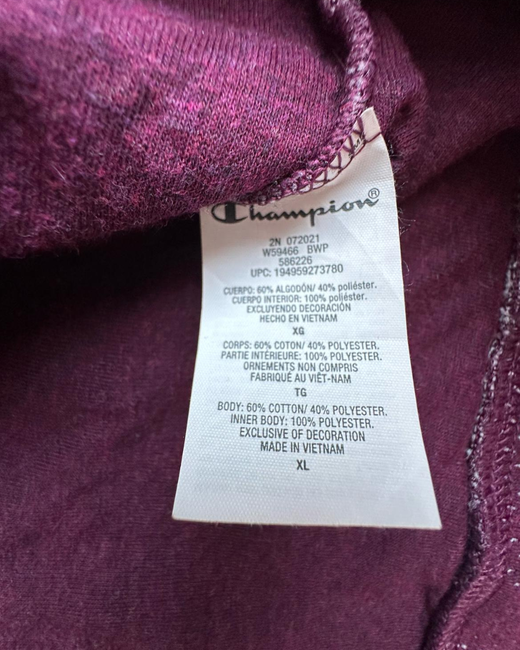 Champion®
2N 072021
W59466 BWP
586226
UPC: 194959273780
CUERPO: 60% ALGODÓN/ 40% poliéster.
CUERPO INTERIOR: 100% poliéster.
EXCLUYENDO DECORACIÓN
HECHO EN VIETNAM
XG
CORPS: 60% COTON/ 40% POLYESTER.
PARTIE INTÉRIEURE: 100% POLYESTER.
ORNEMENTS NON COMPRIS
FABRIQUÉ AU VIÊT-NAM
TG
BODY: 60% COTTON/ 40% POLYESTER.
INNER BODY: 100% POLYESTER.
EXCLUSIVE OF DECORATION
MADE IN VIETNAM
XL